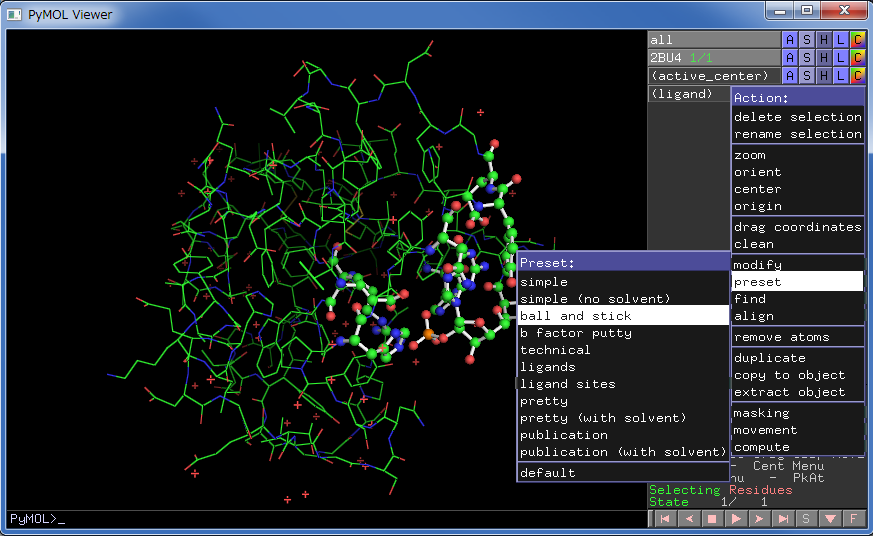 PyMOL Viewer
all A S H L C
2BU4 1/1 A S H L C
(active_center) A S H L C
(ligand)
Action:
delete selection
rename selection
zoom
orient
center
origin
drag coordinates
clean
modify
preset
find
align
remove atoms
duplicate
copy to object
extract object
masking
movement
compute
Preset:
simple
simple (no solvent)
ball and stick
b factor putty
technical
ligands
ligand sites
pretty
pretty (with solvent)
publication
publication (with solvent)
default
- Cent Menu
nu - PkAt
Selecting Residues
State 1/ 1
S F
PyMOL>_